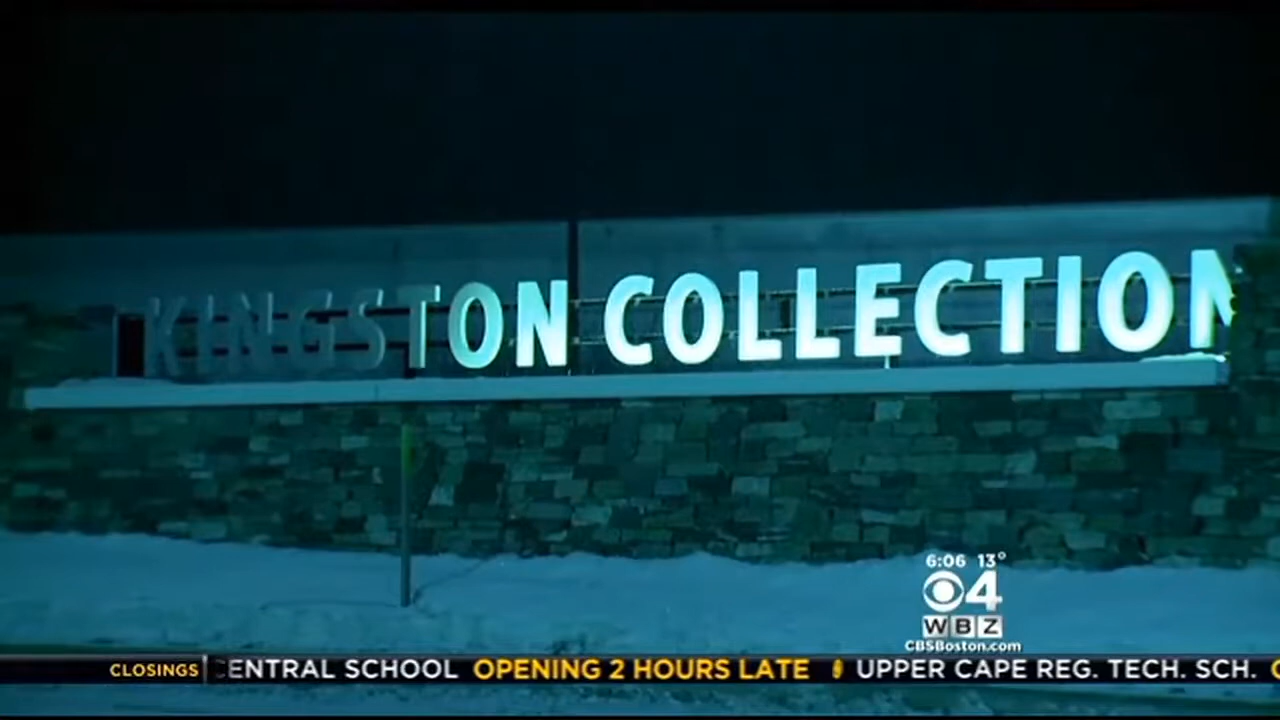 KINGSTON COLLECTION
6:06 13°
4
WBZ
CBSBoston.com
CLOSINGS ENTRAL SCHOOL OPENING 2 HOURS LATE UPPER CAPE REG. TECH. SCH.